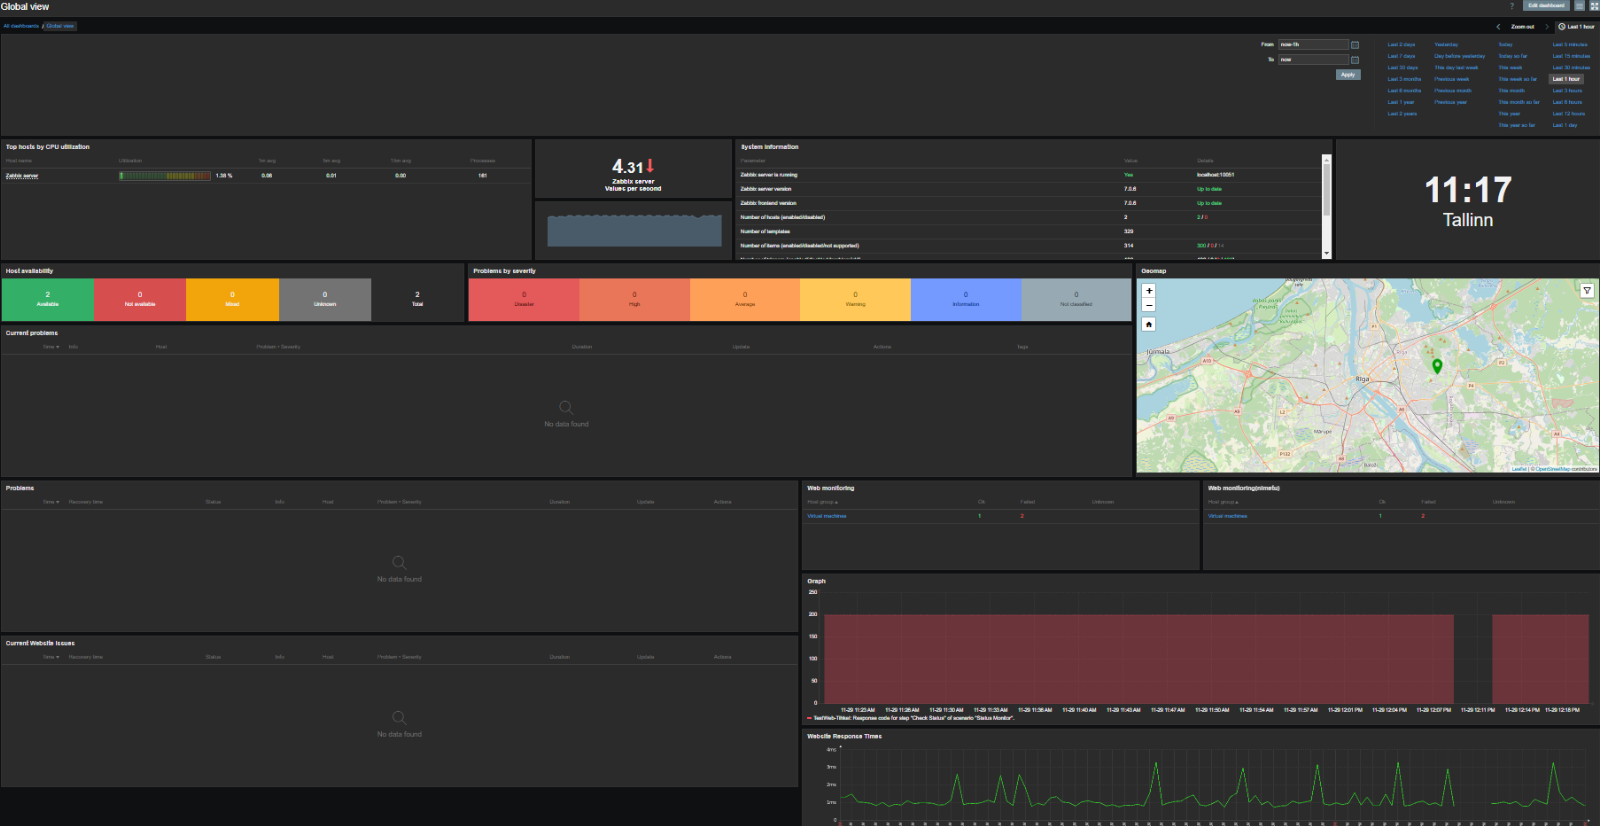 Global view
? Edit dashboard
All dashboards / Global view
Zoom out Last 1 hour
From now-1h
To now
Apply
Last 2 days Yesterday Today Last 5 minutes
Last 7 days Day before yesterday Today so far Last 15 minutes
Last 30 days This day last week This week Last 30 minutes
Last 3 months Previous week This week so far Last 1 hour
Last 6 months Previous month This month Last 3 hours
Last 1 year Previous year This month so far Last 6 hours
Last 2 years This year Last 12 hours
This year so far Last 1 day
Top hosts by CPU utilization
Host name Utilization 1m avg 5m avg 15m avg Processes
Zabbix server 1.38 % 0.06 0.01 0.00 161
4.31
Zabbix server
Values per second
System information
Parameter Value Details
Zabbix server is running Yes localhost:10051
Zabbix server version 7.0.6 Up to date
Zabbix frontend version 7.0.6 Up to date
Number of hosts (enabled/disabled) 2 2 / 0
Number of templates 329
Number of items (enabled/disabled/not supported) 314 300 / 0 / 14
11:17
Tallinn
Host availability
2 Available
0 Not available
0 Mixed
0 Unknown
2 Total
Problems by severity
0 Disaster
0 High
0 Average
0 Warning
0 Information
0 Not classified
Geomap
+
−
Jūrmala
Rīga
Mārupe
Leaflet | © OpenStreetMap contributors
Current problems
Time Info Host Problem • Severity Duration Update Actions Tags
No data found
Problems
Time Recovery time Status Info Host Problem • Severity Duration Update Actions
No data found
Web monitoring
Host group Ok Failed Unknown
Virtual machines 1 2
Web monitoring(nimetu)
Host group Ok Failed Unknown
Virtual machines 1 2
Current Website Issues
Time Recovery time Status Info Host Problem • Severity Duration Update Actions
No data found
Graph
250
200
150
100
50
0
11-29 11:23 AM 11-29 11:26 AM 11-29 11:30 AM 11-29 11:33 AM 11-29 11:36 AM 11-29 11:40 AM 11-29 11:43 AM 11-29 11:47 AM 11-29 11:50 AM 11-29 11:54 AM 11-29 11:57 AM 11-29 12:01 PM 11-29 12:04 PM 11-29 12:07 PM 11-29 12:11 PM 11-29 12:14 PM 11-29 12:18 PM
Response code for step "Check Status" of scenario "Status Monitor".
Website Response Times
4ms
3ms
2ms
1ms
0